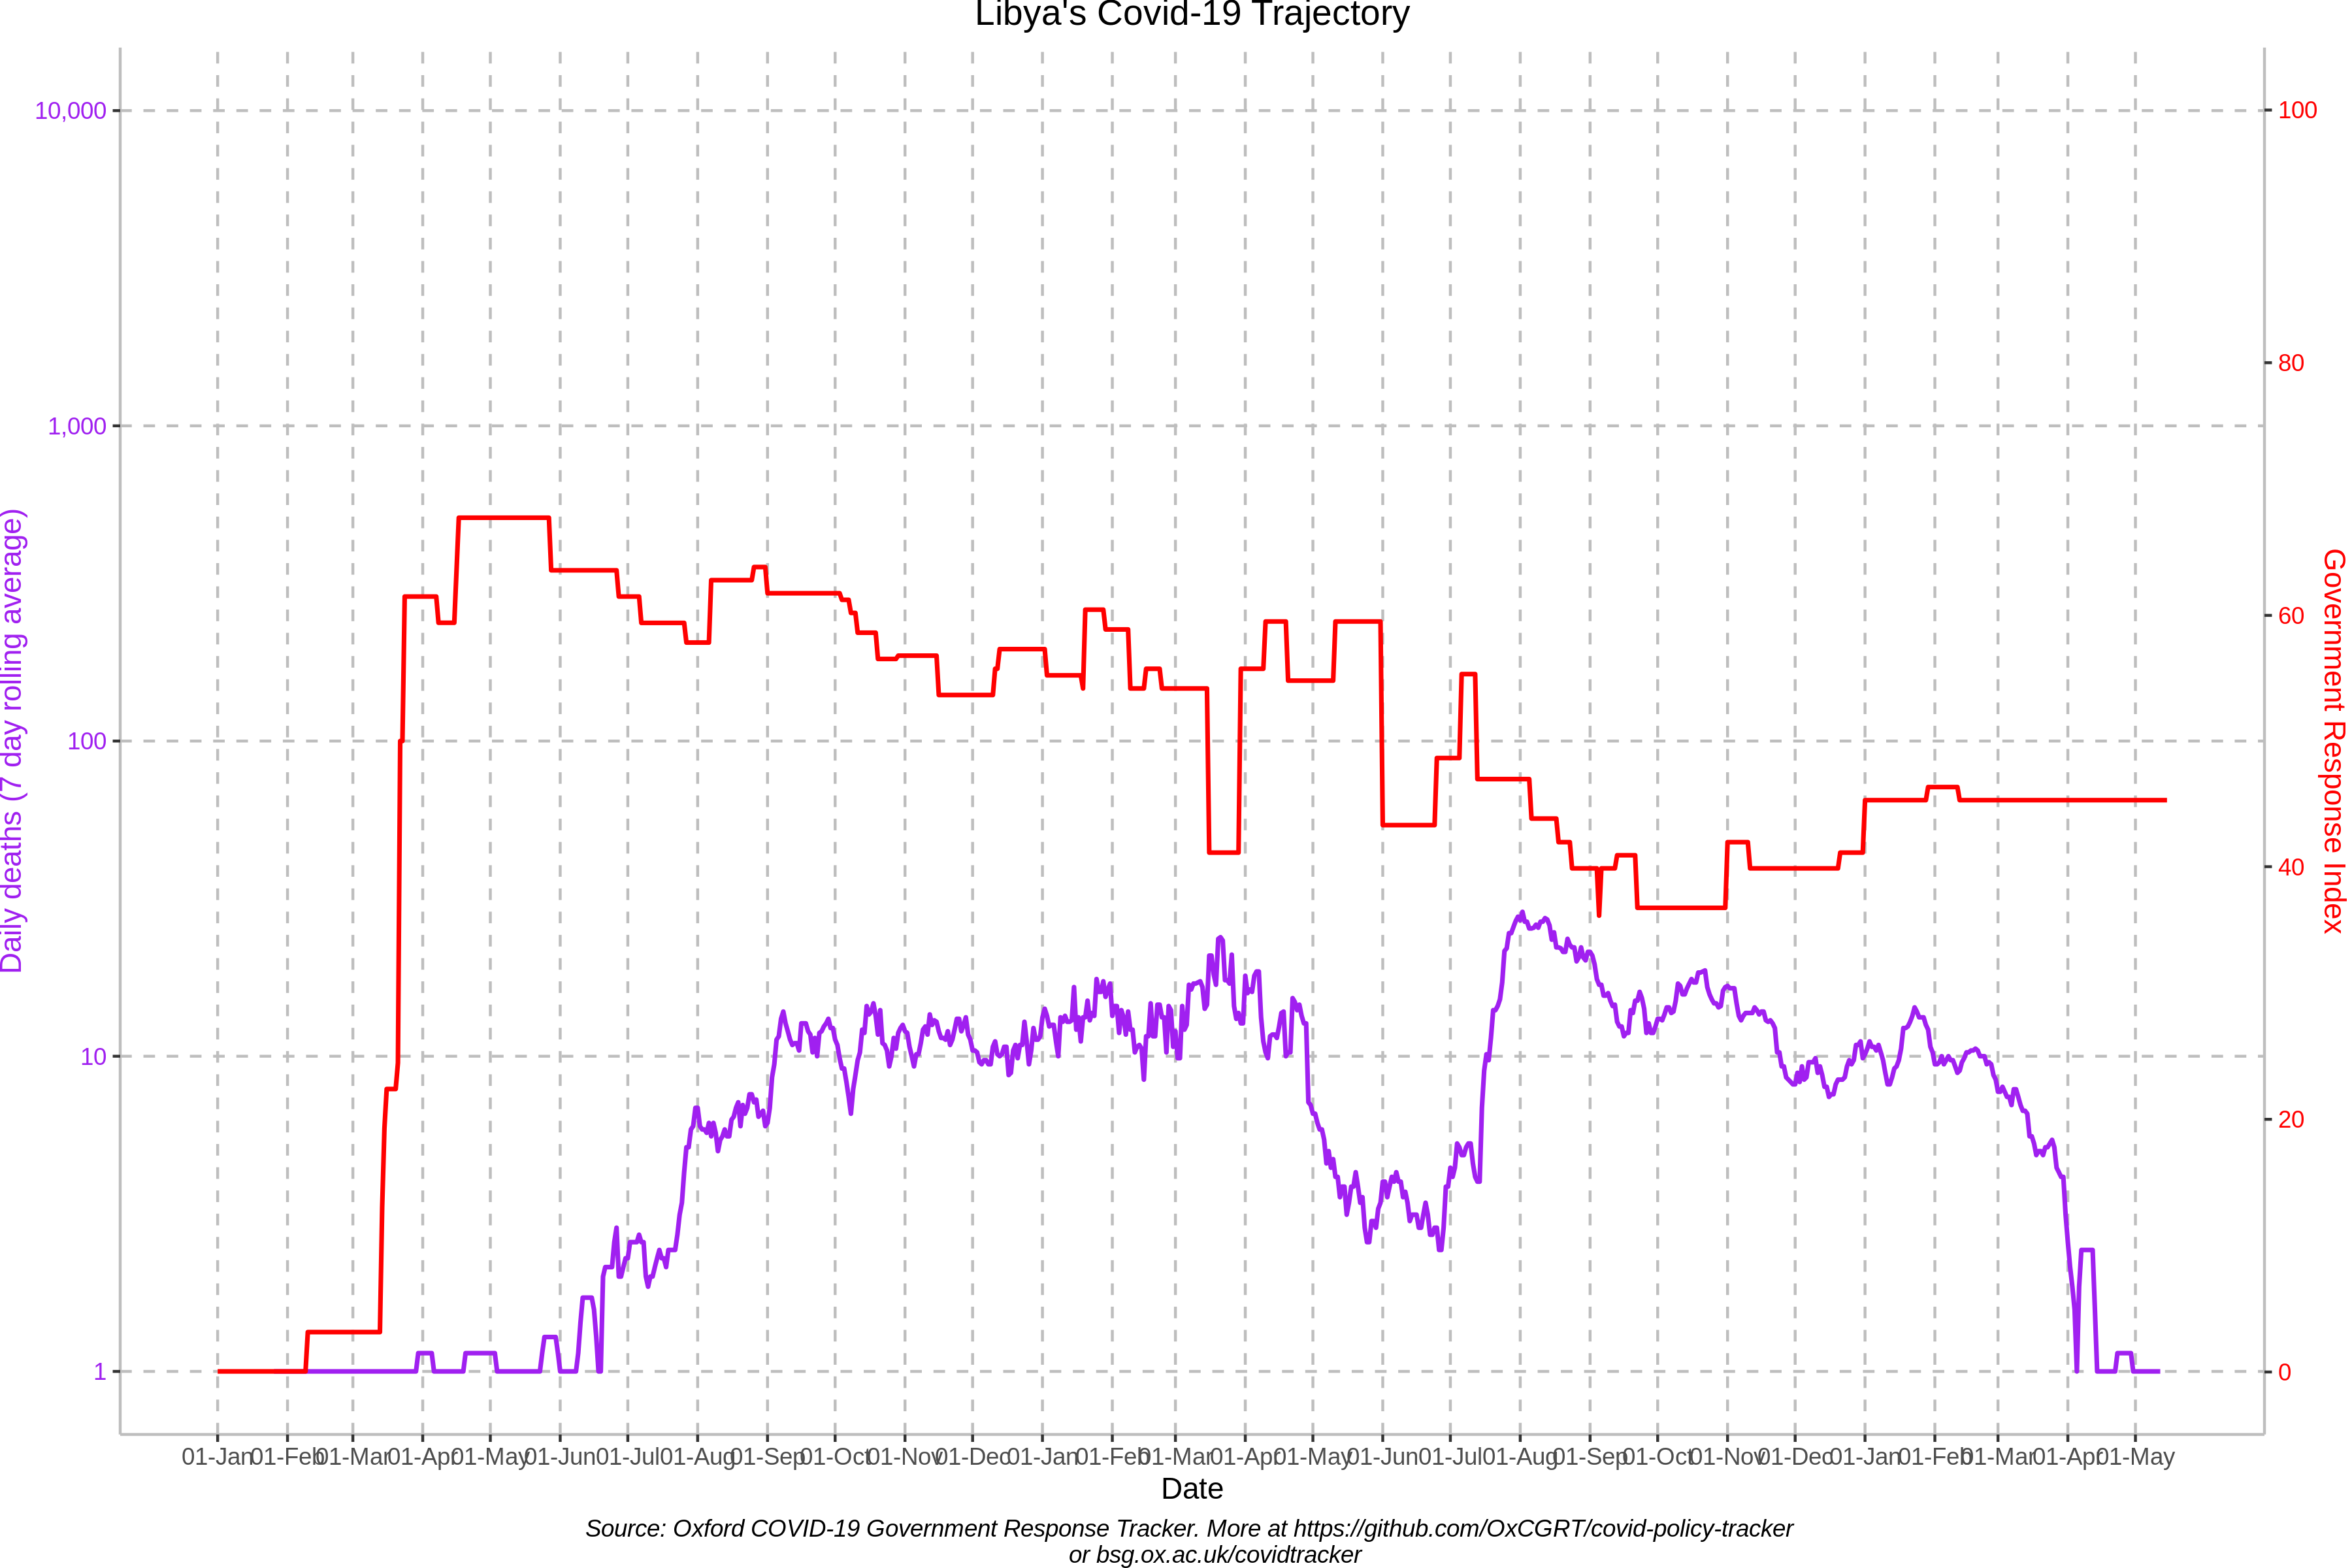 Libya's Covid-19 Trajectory
Daily deaths (7 day rolling average)
10,000
1,000
100
10
1
100
80
60
40
20
0
Government Response Index
01-Jan 01-Feb 01-Mar 01-Apr 01-May 01-Jun 01-Jul 01-Aug 01-Sep 01-Oct 01-Nov 01-Dec 01-Jan 01-Feb 01-Mar 01-Apr 01-May 01-Jun 01-Jul 01-Aug 01-Sep 01-Oct 01-Nov 01-Dec 01-Jan 01-Feb 01-Mar 01-Apr 01-May
Date
Source: Oxford COVID-19 Government Response Tracker. More at https://github.com/OxCGRT/covid-policy-tracker
or bsg.ox.ac.uk/covidtracker